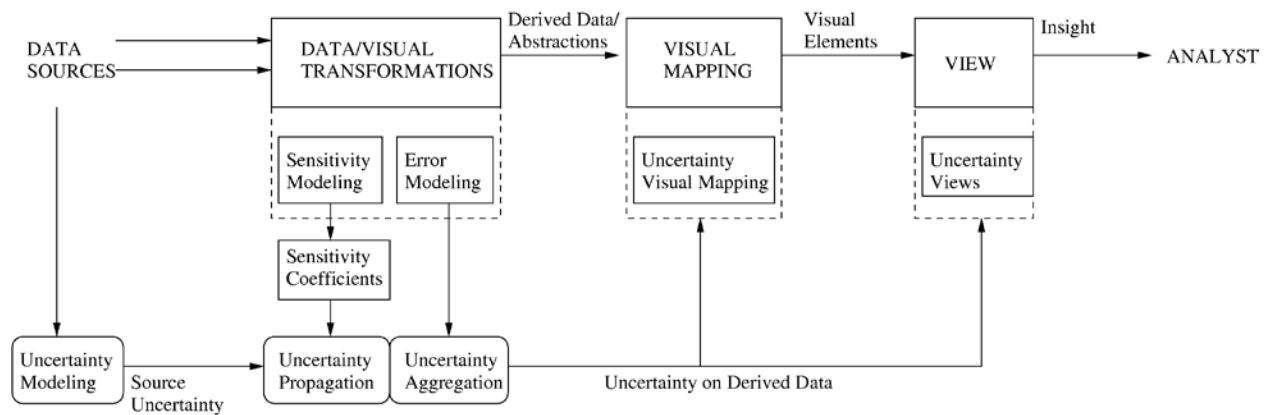 DATA
SOURCES
DATA/VISUAL
TRANSFORMATIONS
Derived Data/
Abstractions
VISUAL
MAPPING
Visual
Elements
VIEW
Insight
ANALYST
Sensitivity
Modeling
Error
Modeling
Uncertainty
Visual Mapping
Uncertainty
Views
Sensitivity
Coefficients
Uncertainty
Modeling
Source
Uncertainty
Uncertainty
Propagation
Uncertainty
Aggregation
Uncertainty on Derived Data